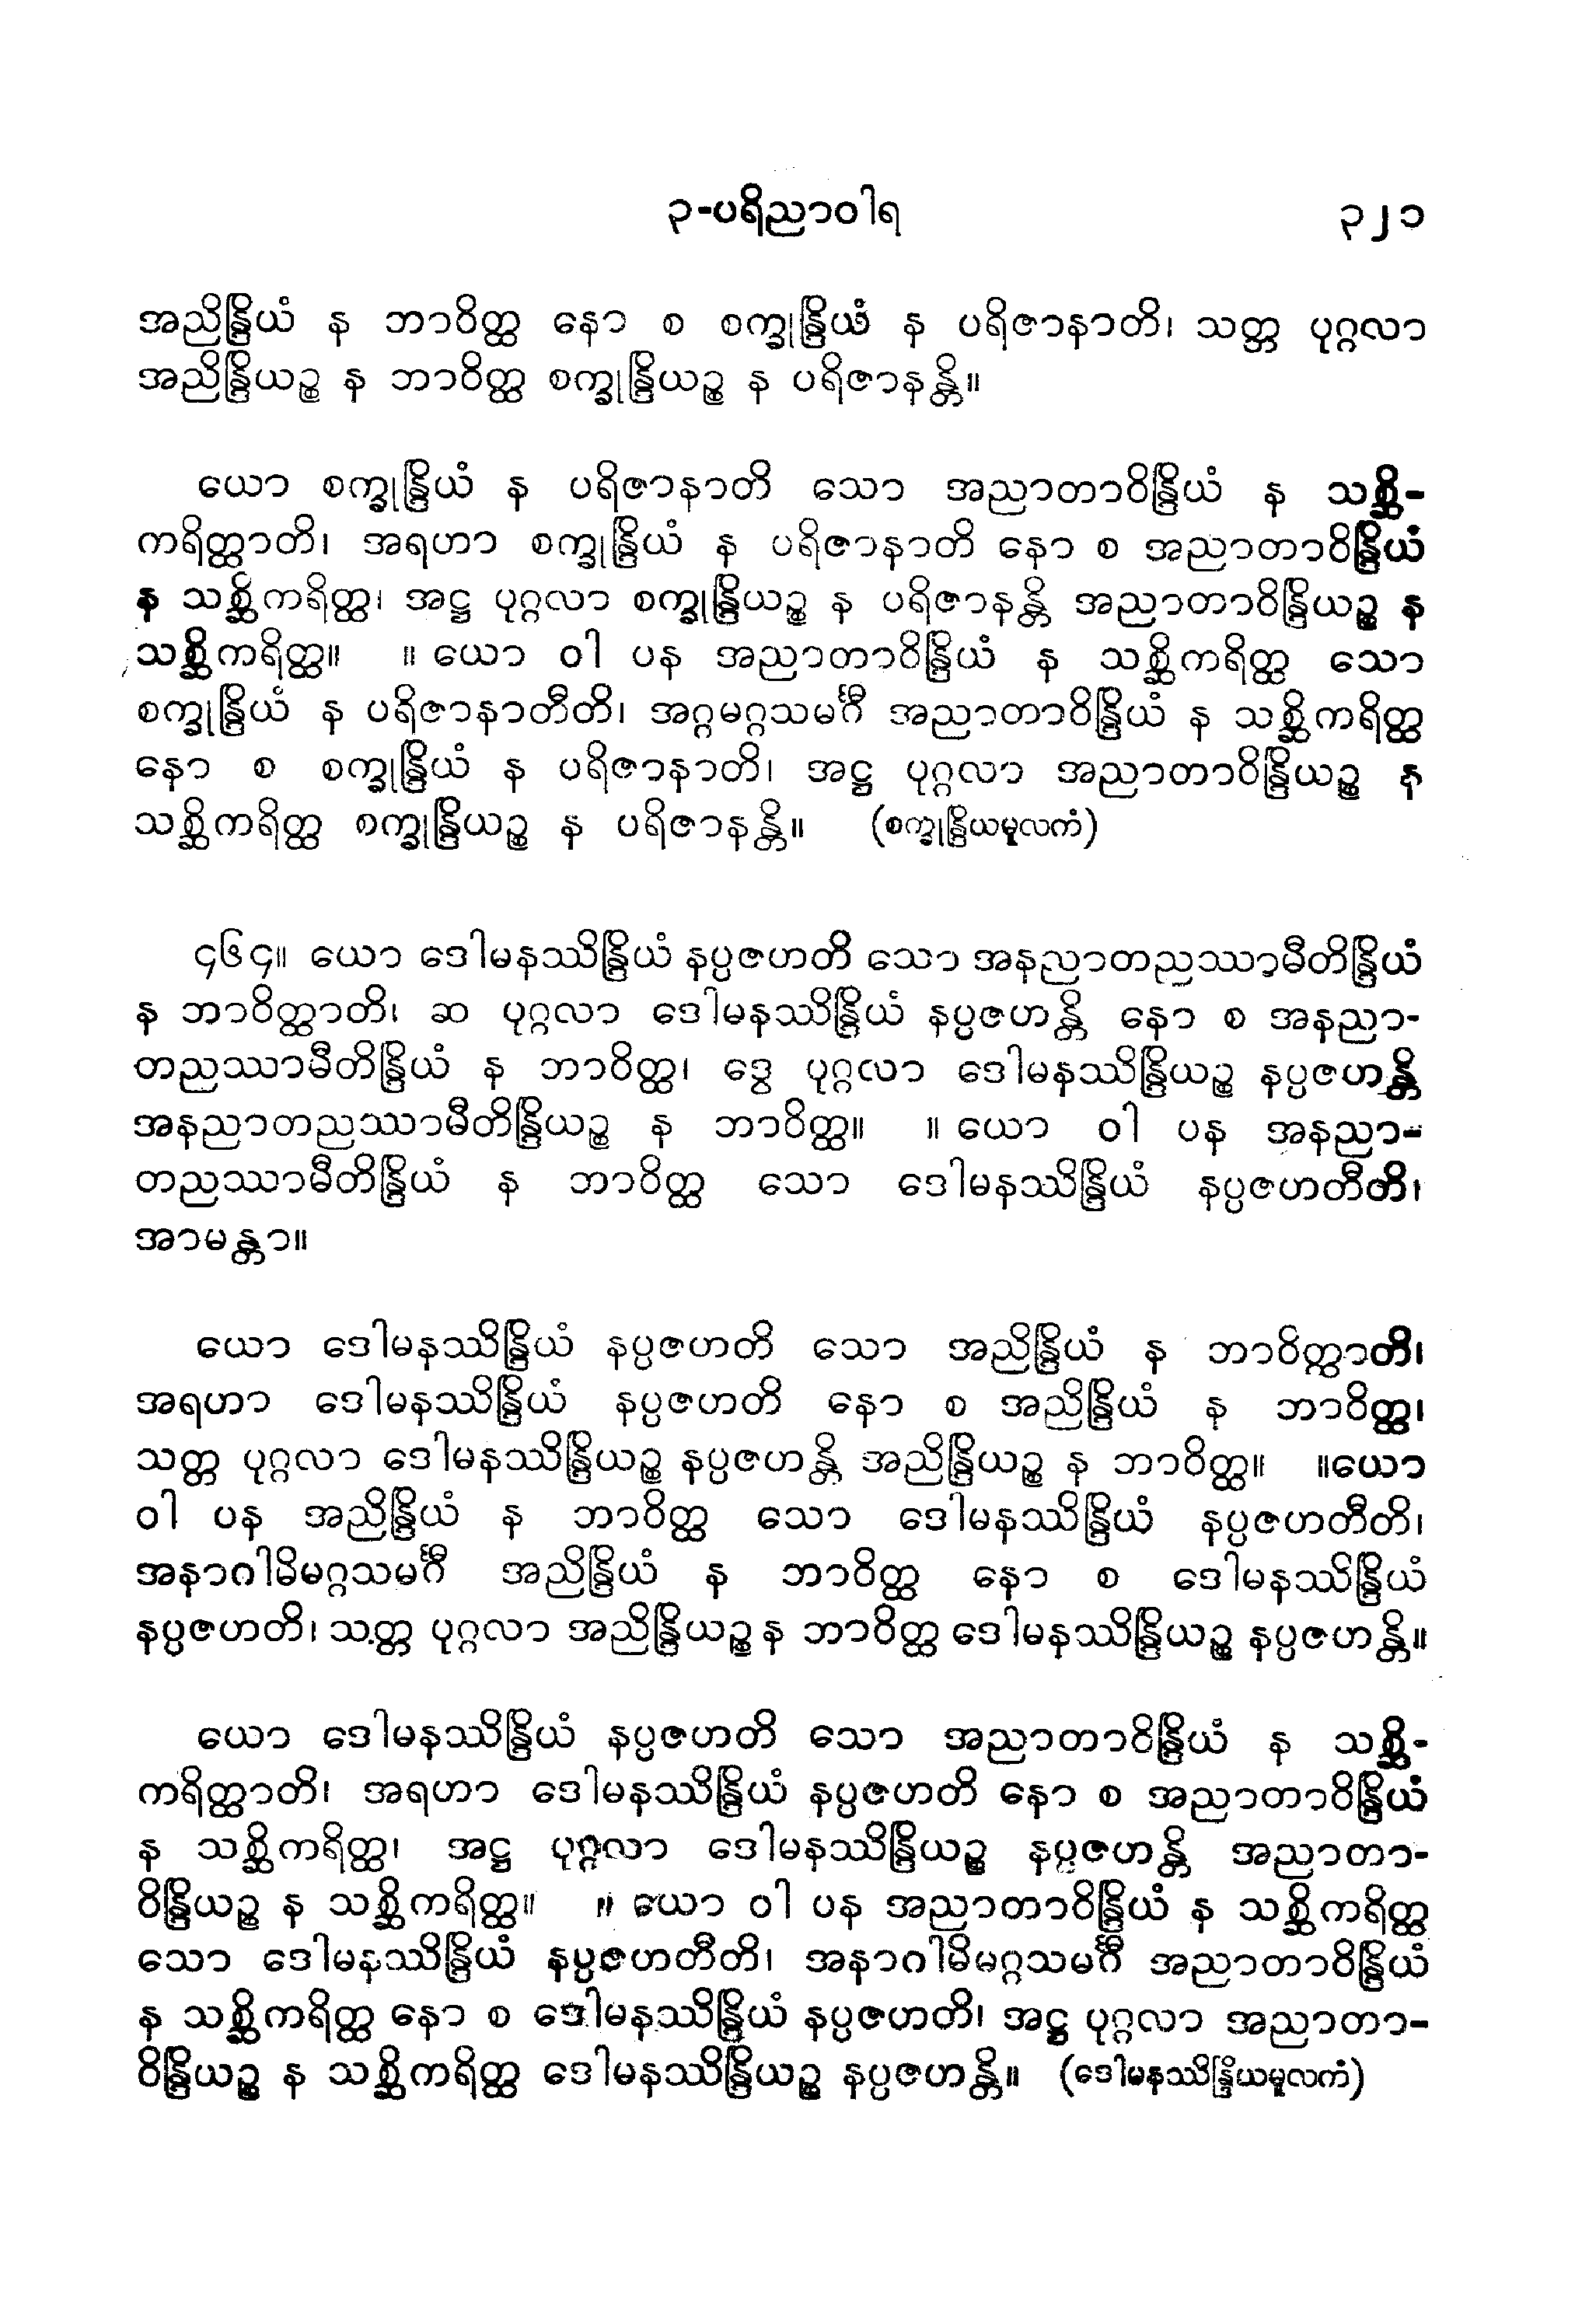 ၃-ပရိညာဝါရ ၃၂၁
အညိန္ဒြိယံ န ဘာဝိတ္ထ နော စ စက္ခုန္ဒြိယံ န ပရိဇာနာတိ၊ သတ္တ ပုဂ္ဂလာ
အညိန္ဒြိယဉ္စ န ဘာဝိတ္ထ စက္ခုန္ဒြိယဉ္စ န ပရိဇာနန္တိ။
ယော စက္ခုန္ဒြိယံ န ပရိဇာနာတိ သော အညာတာဝိန္ဒြိယံ န သစ္ဆိ-
ကရိတ္ထာတိ၊ အရဟာ စက္ခုန္ဒြိယံ န ပရိဇာနာတိ နော စ အညာတာဝိန္ဒြိယံ
န သစ္ဆိကရိတ္ထ၊ အဋ္ဌ ပုဂ္ဂလာ စက္ခုန္ဒြိယဉ္စ န ပရိဇာနန္တိ အညာတာဝိန္ဒြိယဉ္စ န
သစ္ဆိကရိတ္ထ။ ။ ယော ဝါ ပန အညာတာဝိန္ဒြိယံ န သစ္ဆိကရိတ္ထ သော
စက္ခုန္ဒြိယံ န ပရိဇာနာတီတိ၊ အဂ္ဂမဂ္ဂသမင်္ဂီ အညာတာဝိန္ဒြိယံ န သစ္ဆိကရိတ္ထ
နော စ စက္ခုန္ဒြိယံ န ပရိဇာနာတိ၊ အဋ္ဌ ပုဂ္ဂလာ အညာတာဝိန္ဒြိယဉ္စ န
သစ္ဆိကရိတ္ထ စက္ခုန္ဒြိယဉ္စ န ပရိဇာနန္တိ။ (စက္ခုန္ဒြိယမူလကံ)
၄၆၄။ ယော ဒေါမနဿိန္ဒြိယံ နပ္ပဇဟတိ သော အနညာတညဿာမီတိန္ဒြိယံ
န ဘာဝိတ္ထာတိ၊ ဆ ပုဂ္ဂလာ ဒေါမနဿိန္ဒြိယံ နပ္ပဇဟန္တိ နော စ အနညာ-
တညဿာမီတိန္ဒြိယံ န ဘာဝိတ္ထ၊ ဒွေ ပုဂ္ဂလာ ဒေါမနဿိန္ဒြိယဉ္စ နပ္ပဇဟန္တိ
အနညာတညဿာမီတိန္ဒြိယဉ္စ န ဘာဝိတ္ထ။ ။ ယော ဝါ ပန အနညာ-
တညဿာမီတိန္ဒြိယံ န ဘာဝိတ္ထ သော ဒေါမနဿိန္ဒြိယံ နပ္ပဇဟတီတိ၊
အာမန္တာ။
ယော ဒေါမနဿိန္ဒြိယံ နပ္ပဇဟတိ သော အညိန္ဒြိယံ န ဘာဝိတ္ထာတိ၊
အရဟာ ဒေါမနဿိန္ဒြိယံ နပ္ပဇဟတိ နော စ အညိန္ဒြိယံ န ဘာဝိတ္ထ၊
သတ္တ ပုဂ္ဂလာ ဒေါမနဿိန္ဒြိယဉ္စ နပ္ပဇဟန္တိ အညိန္ဒြိယဉ္စ န ဘာဝိတ္ထ။ ။ယော
ဝါ ပန အညိန္ဒြိယံ န ဘာဝိတ္ထ သော ဒေါမနဿိန္ဒြိယံ နပ္ပဇဟတီတိ၊
အနာဂါမိမဂ္ဂသမင်္ဂီ အညိန္ဒြိယံ န ဘာဝိတ္ထ နော စ ဒေါမနဿိန္ဒြိယံ
နပ္ပဇဟတိ၊ သတ္တ ပုဂ္ဂလာ အညိန္ဒြိယဉ္စ န ဘာဝိတ္ထ ဒေါမနဿိန္ဒြိယဉ္စ နပ္ပဇဟန္တိ။
ယော ဒေါမနဿိန္ဒြိယံ နပ္ပဇဟတိ သော အညာတာဝိန္ဒြိယံ န သစ္ဆိ-
ကရိတ္ထာတိ၊ အရဟာ ဒေါမနဿိန္ဒြိယံ နပ္ပဇဟတိ နော စ အညာတာဝိန္ဒြိယံ
န သစ္ဆိကရိတ္ထ၊ အဋ္ဌ ပုဂ္ဂလာ ဒေါမနဿိန္ဒြိယဉ္စ နပ္ပဇဟန္တိ အညာတာ-
ဝိန္ဒြိယဉ္စ န သစ္ဆိကရိတ္ထ။ ။ ယော ဝါ ပန အညာတာဝိန္ဒြိယံ န သစ္ဆိကရိတ္ထ
သော ဒေါမနဿိန္ဒြိယံ နပ္ပဇဟတီတိ၊ အနာဂါမိမဂ္ဂသမင်္ဂီ အညာတာဝိန္ဒြိယံ
န သစ္ဆိကရိတ္ထ နော စ ဒေါမနဿိန္ဒြိယံ နပ္ပဇဟတိ၊ အဋ္ဌ ပုဂ္ဂလာ အညာတာ-
ဝိန္ဒြိယဉ္စ န သစ္ဆိကရိတ္ထ ဒေါမနဿိန္ဒြိယဉ္စ နပ္ပဇဟန္တိ။ (ဒေါမနဿိန္ဒြိယမူလကံ)